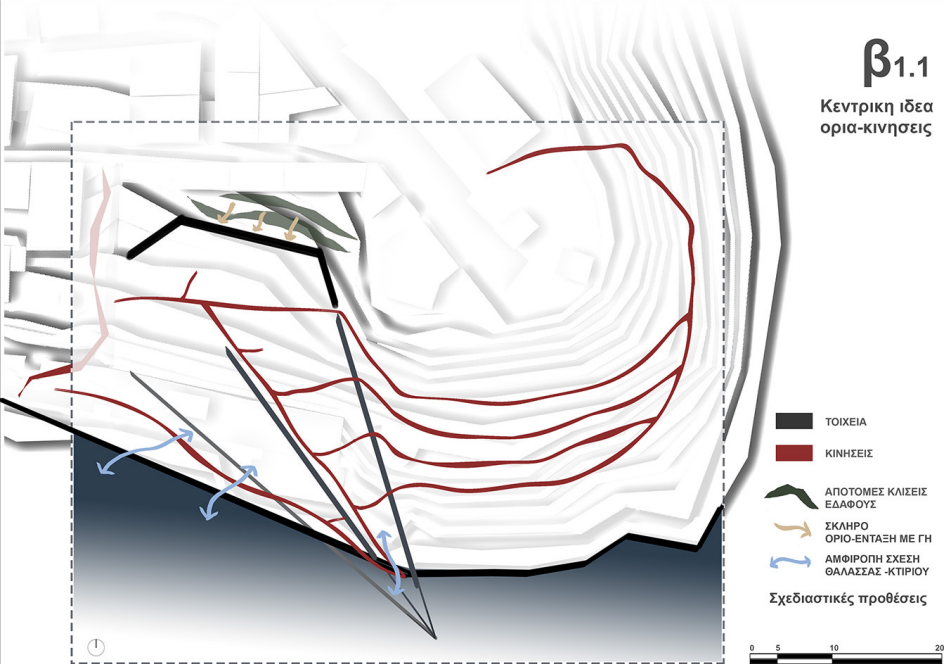 β1.1
Κεντρικη ιδεα
ορια-κινησεις
ΤΟΙΧΕΙΑ
ΚΙΝΗΣΕΙΣ
ΑΠΟΤΟΜΕΣ ΚΛΙΣΕΙΣ
ΕΔΑΦΟΥΣ
ΣΚΛΗΡΟ
ΟΡΙΟ-ΕΝΤΑΞΗ ΜΕ ΓΗ
ΑΜΦΙΡΟΠΗ ΣΧΕΣΗ
ΘΑΛΑΣΣΑΣ -ΚΤΙΡΙΟΥ
Σχεδιαστικές προθέσεις
0 5 10 20